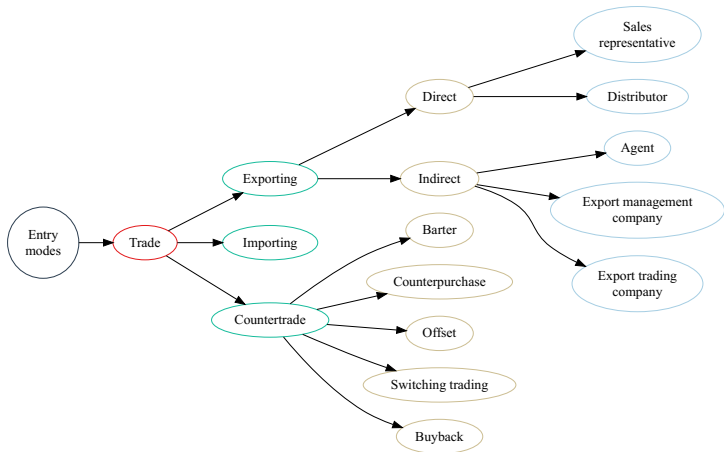 Entry
modes
Trade
Exporting
Importing
Countertrade
Direct
Indirect
Barter
Counterpurchase
Offset
Switching trading
Buyback
Sales
representative
Distributor
Agent
Export management
company
Export trading
company